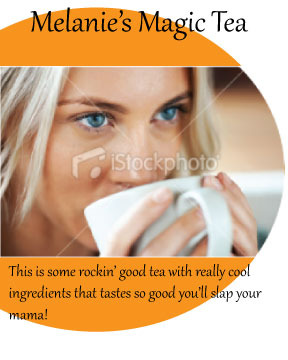 Melanie's Magic Tea
iStockphoto
This is some rockin' good tea with really cool
ingredients that tastes so good you'll slap your
mama!